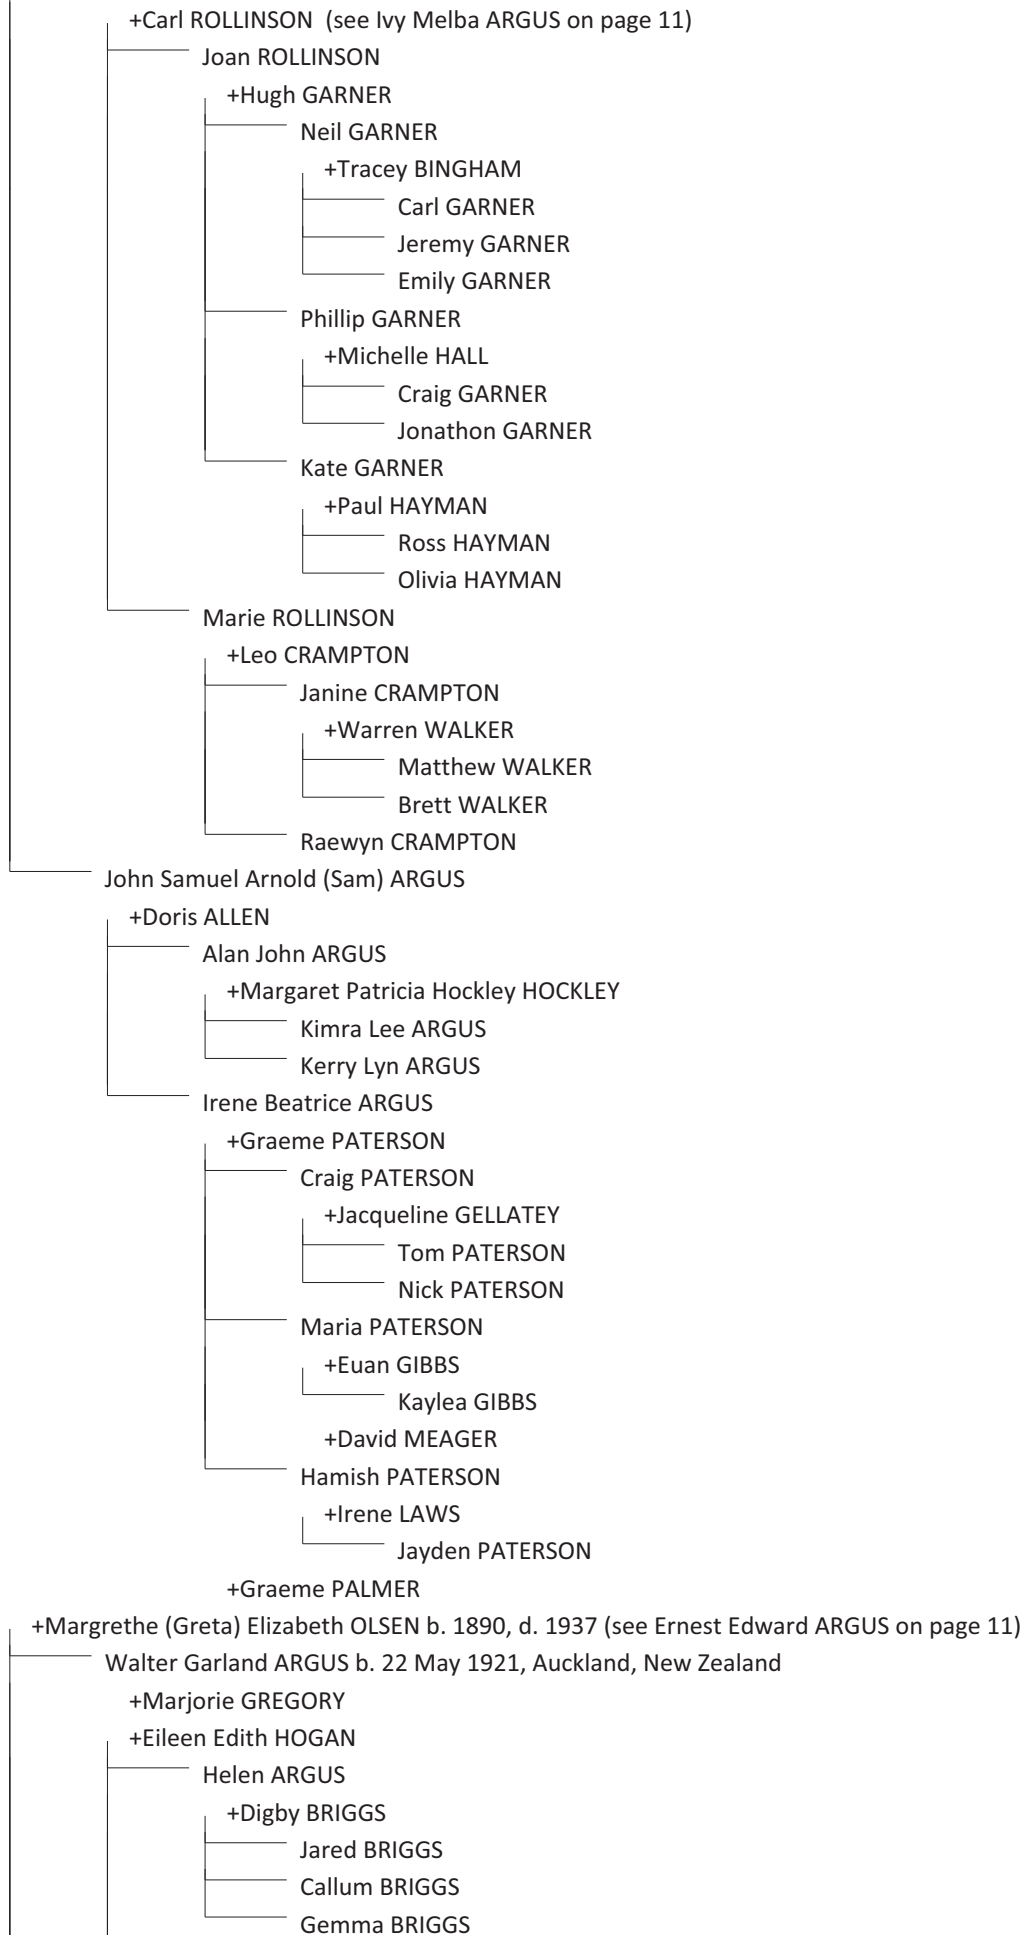 +Carl ROLLINSON (see Ivy Melba ARGUS on page 11)
Joan ROLLINSON
+Hugh GARNER
Neil GARNER
+Tracey BINGHAM
Carl GARNER
Jeremy GARNER
Emily GARNER
Phillip GARNER
+Michelle HALL
Craig GARNER
Jonathon GARNER
Kate GARNER
+Paul HAYMAN
Ross HAYMAN
Olivia HAYMAN
Marie ROLLINSON
+Leo CRAMPTON
Janine CRAMPTON
+Warren WALKER
Matthew WALKER
Brett WALKER
Raewyn CRAMPTON
John Samuel Arnold (Sam) ARGUS
+Doris ALLEN
Alan John ARGUS
+Margaret Patricia Hockley HOCKLEY
Kimra Lee ARGUS
Kerry Lyn ARGUS
Irene Beatrice ARGUS
+Graeme PATERSON
Craig PATERSON
+Jacqueline GELLATEY
Tom PATERSON
Nick PATERSON
Maria PATERSON
+Euan GIBBS
Kaylea GIBBS
+David MEAGER
Hamish PATERSON
+Irene LAWS
Jayden PATERSON
+Graeme PALMER
+Margrethe (Greta) Elizabeth OLSEN b. 1890, d. 1937 (see Ernest Edward ARGUS on page 11)
Walter Garland ARGUS b. 22 May 1921, Auckland, New Zealand
+Marjorie GREGORY
+Eileen Edith HOGAN
Helen ARGUS
+Digby BRIGGS
Jared BRIGGS
Callum BRIGGS
Gemma BRIGGS